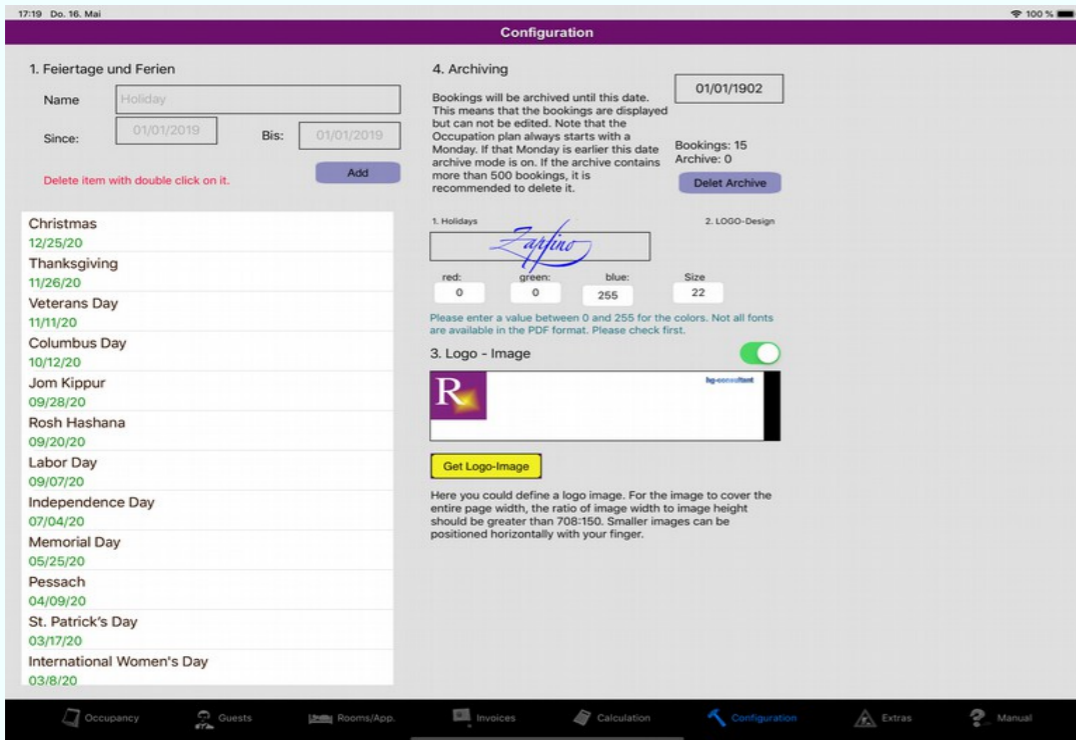 17:19 Do. 16. Mai
100 %
Configuration
1. Feiertage und Ferien
Name
Holiday
Since:
01/01/2019
Bis:
01/01/2019
Delete item with double click on it.
Add
Christmas
12/25/20
Thanksgiving
11/26/20
Veterans Day
11/11/20
Columbus Day
10/12/20
Jom Kippur
09/28/20
Rosh Hashana
09/20/20
Labor Day
09/07/20
Independence Day
07/04/20
Memorial Day
05/25/20
Pessach
04/09/20
St. Patrick's Day
03/17/20
International Women's Day
03/8/20
4. Archiving
Bookings will be archived until this date.
This means that the bookings are displayed
but can not be edited. Note that the
Occupation plan always starts with a
Monday. If that Monday is earlier this date
archive mode is on. If the archive contains
more than 500 bookings, it is
recommended to delete it.
01/01/1902
Bookings: 15
Archive: 0
Delet Archive
1. Holidays
2. LOGO-Design
Zapfino
red:
green:
blue:
Size
0
0
255
22
Please enter a value between 0 and 255 for the colors. Not all fonts
are available in the PDF format. Please check first.
3. Logo - Image
R
hg-consultant
Get Logo-Image
Here you could define a logo image. For the image to cover the
entire page width, the ratio of image width to image height
should be greater than 708:150. Smaller images can be
positioned horizontally with your finger.
Occupancy
Guests
Rooms/App.
Invoices
Calculation
Configuration
Extras
Manual